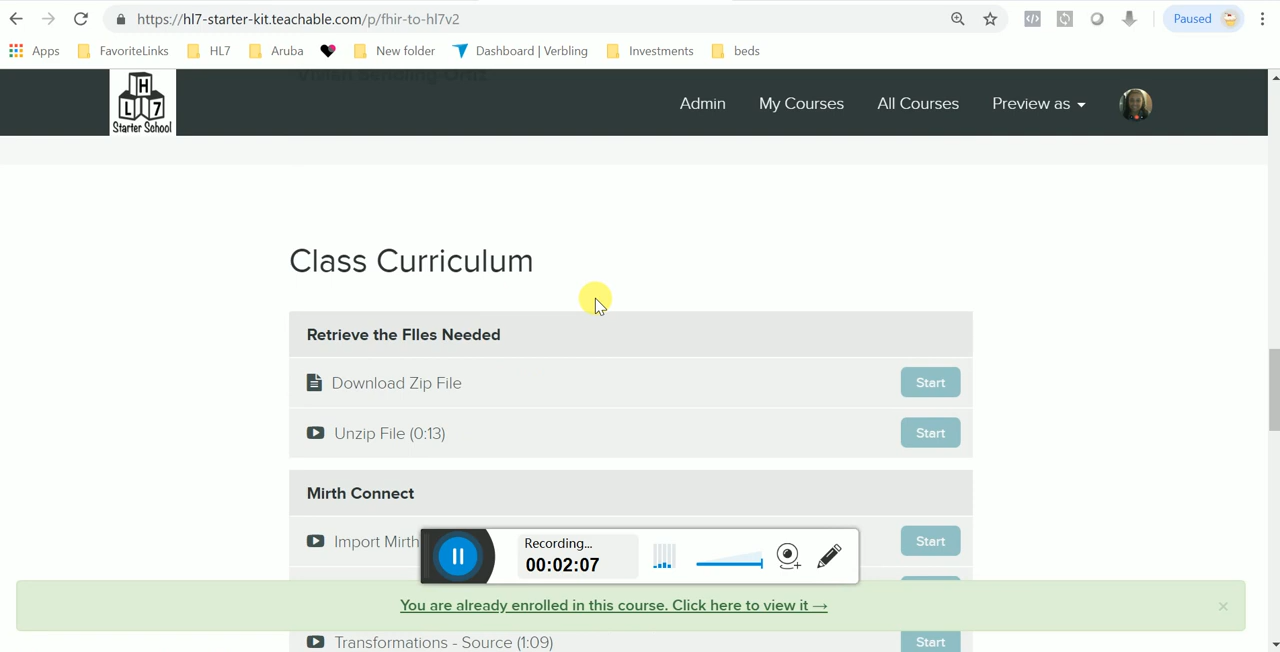 https://hl7-starter-kit.teachable.com/p/fhir-to-hl7v2
Paused
Apps
FavoriteLinks
HL7
Aruba
New folder
Dashboard | Verbling
Investments
beds
H
L 7
Starter School
Admin
My Courses
All Courses
Preview as
Class Curriculum
Retrieve the FIles Needed
Download Zip File
Start
Unzip File (0:13)
Start
Mirth Connect
Import Mirth
Start
Recording...
00:02:07
You are already enrolled in this course. Click here to view it →
×
Transformations - Source (1:09)
Start